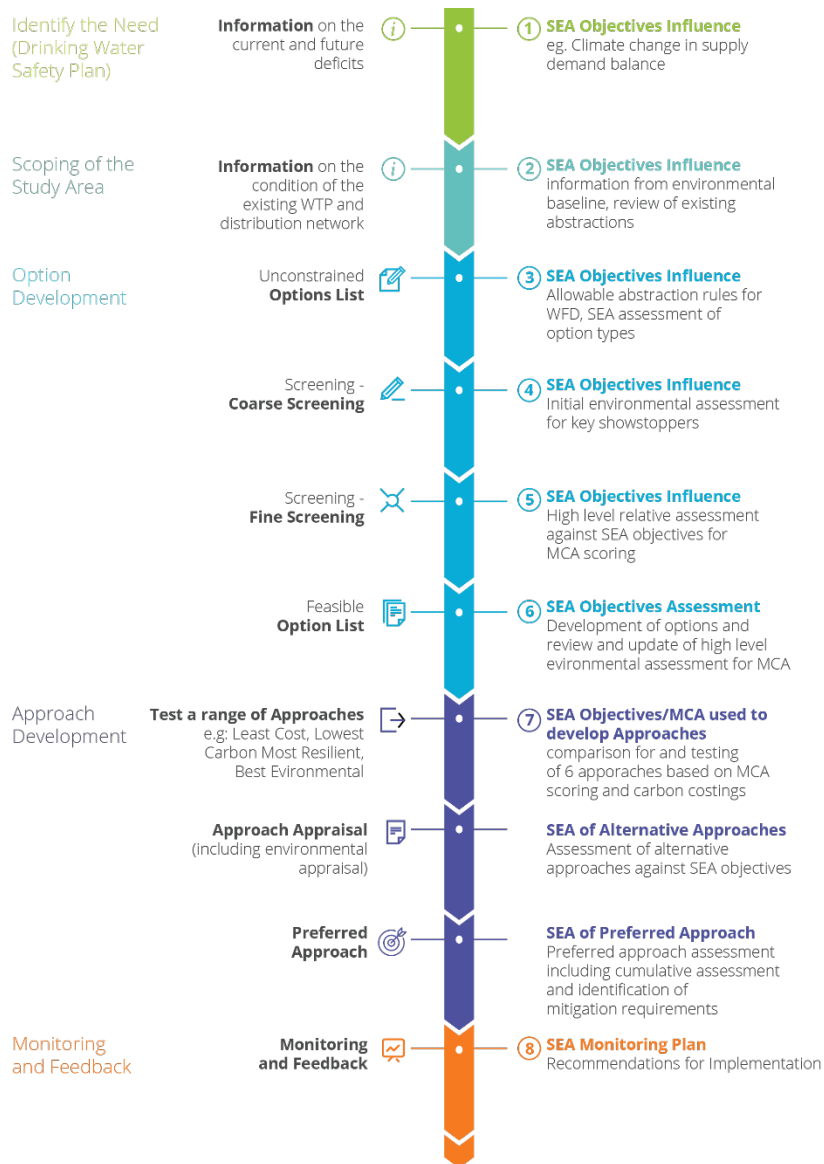 Identify the Need
(Drinking Water
Safety Plan)
Information on the
current and future
deficits
i
1
SEA Objectives Influence
eg. Climate change in supply
demand balance
Scoping of the
Study Area
Information on the
condition of the
existing WTP and
distribution network
i
2
SEA Objectives Influence
information from environmental
baseline, review of existing
abstractions
Option
Development
Unconstrained
Options List
3
SEA Objectives Influence
Allowable abstraction rules for
WFD, SEA assessment of
option types
Screening -
Coarse Screening
4
SEA Objectives Influence
Initial environmental assessment
for key showstoppers
Screening -
Fine Screening
5
SEA Objectives Influence
High level relative assessment
against SEA objectives for
MCA scoring
Feasible
Option List
6
SEA Objectives Assessment
Development of options and
review and update of high level
evironmental assessment for MCA
Approach
Development
Test a range of Approaches
e.g: Least Cost, Lowest
Carbon Most Resilient,
Best Evironmental
7
SEA Objectives/MCA used to
develop Approaches
comparison for and testing
of 6 apporaches based on MCA
scoring and carbon costings
Approach Appraisal
(including environmental
appraisal)
SEA of Alternative Approaches
Assessment of alternative
approaches against SEA objectives
Preferred
Approach
SEA of Preferred Approach
Preferred approach assessment
including cumulative assessment
and identification of
mitigation requirements
Monitoring
and Feedback
Monitoring
and Feedback
8
SEA Monitoring Plan
Recommendations for Implementation